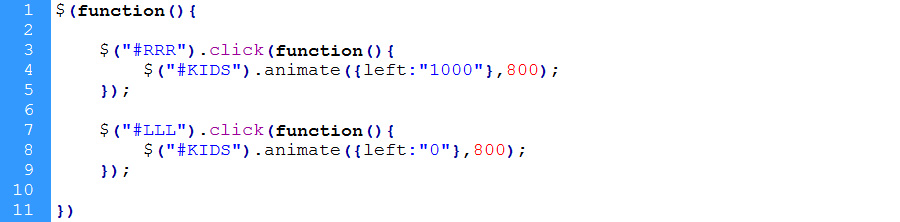 1 $(function(){
2
3     $("#RRR").click(function(){
4         $("#KIDS").animate({left:"1000"},800);
5     });
6
7     $("#LLL").click(function(){
8         $("#KIDS").animate({left:"0"},800);
9     });
10
11 })